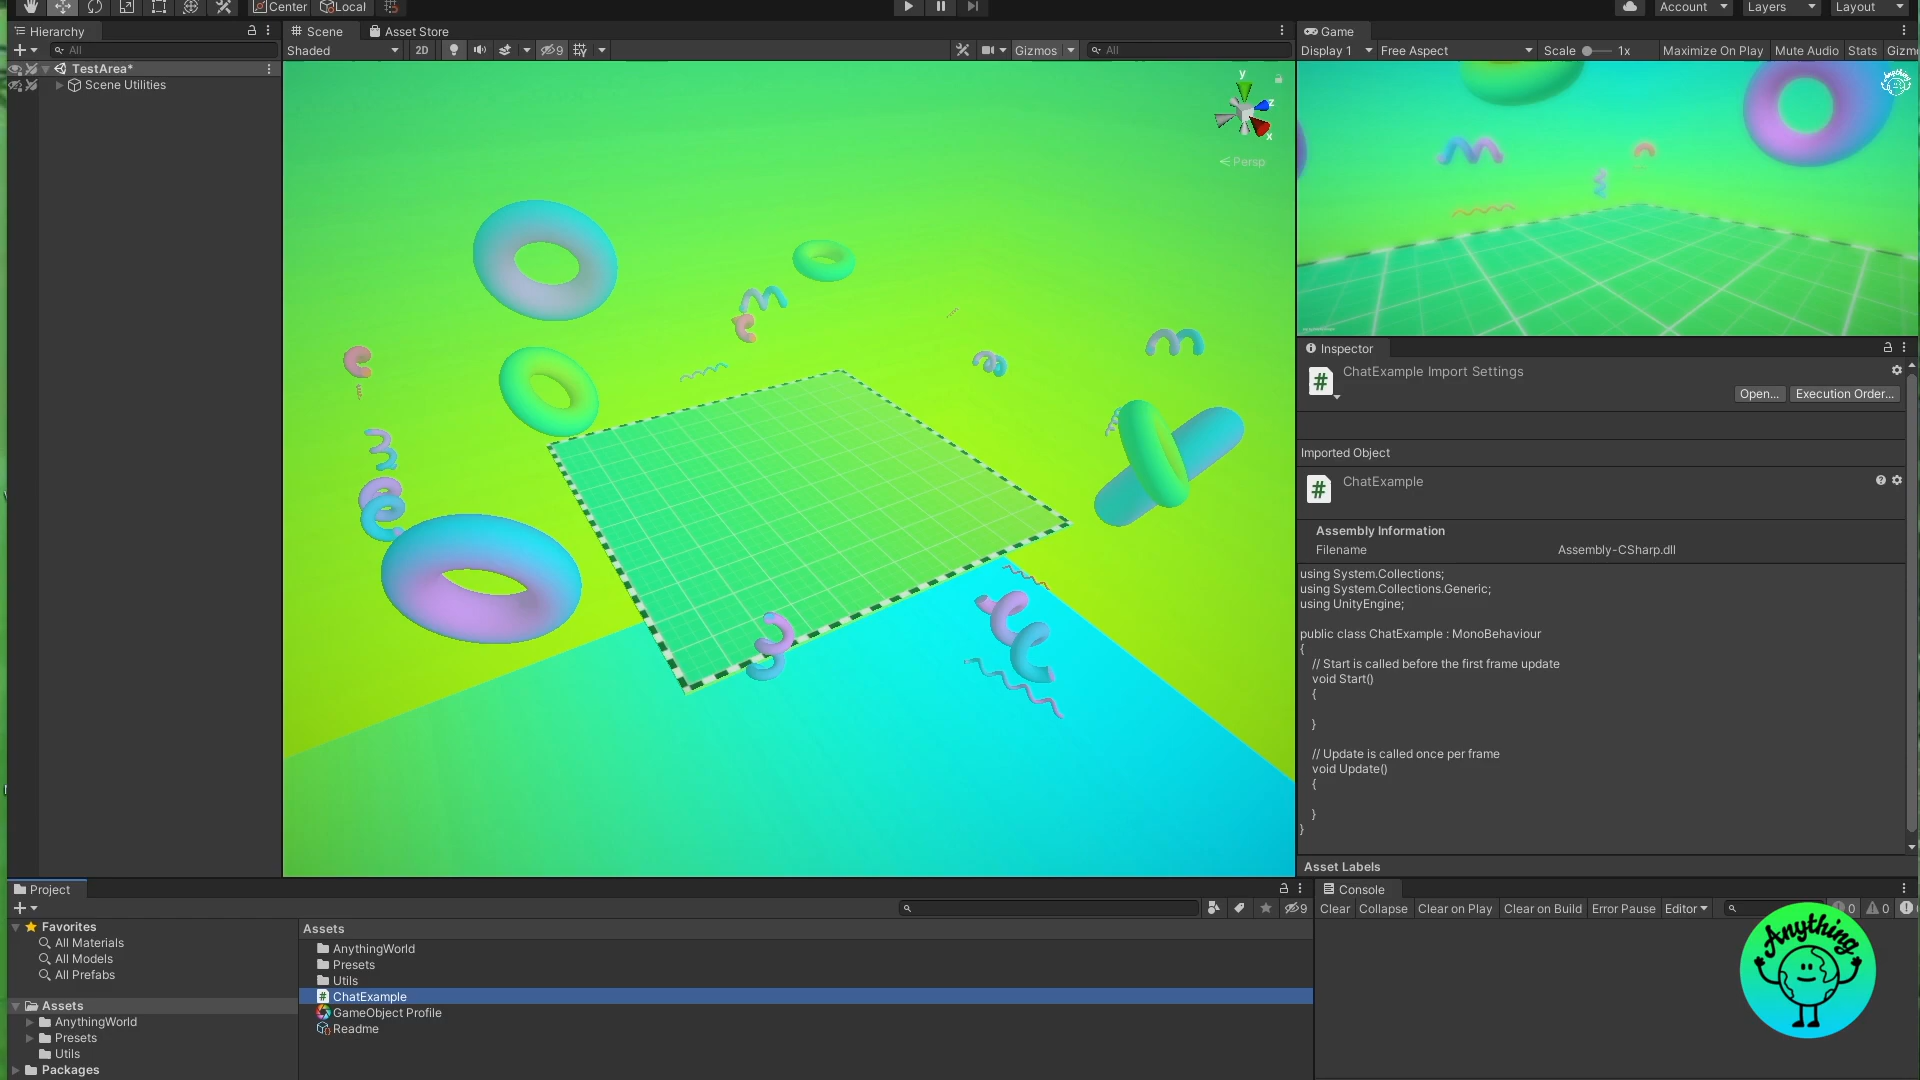 Center
Local
Account
Layers
Layout
Hierarchy
All
TestArea*
Scene Utilities
Scene
Asset Store
Shaded
2D
9
Gizmos
All
y
z
x
Persp
Game
Display 1
Free Aspect
Scale
1x
Maximize On Play
Mute Audio
Stats
Gizm
Anything
Inspector
ChatExample Import Settings
Open...
Execution Order...
Imported Object
ChatExample
Assembly Information
Filename
Assembly-CSharp.dll
using System.Collections;
using System.Collections.Generic;
using UnityEngine;
public class ChatExample : MonoBehaviour
{
// Start is called before the first frame update
void Start()
{
}
// Update is called once per frame
void Update()
{
}
}
Asset Labels
Project
9
Favorites
All Materials
All Models
All Prefabs
Assets
AnythingWorld
Presets
Utils
Packages
Assets
AnythingWorld
Presets
Utils
ChatExample
GameObject Profile
Readme
Console
Clear
Collapse
Clear on Play
Clear on Build
Error Pause
Editor
0
0
Anything